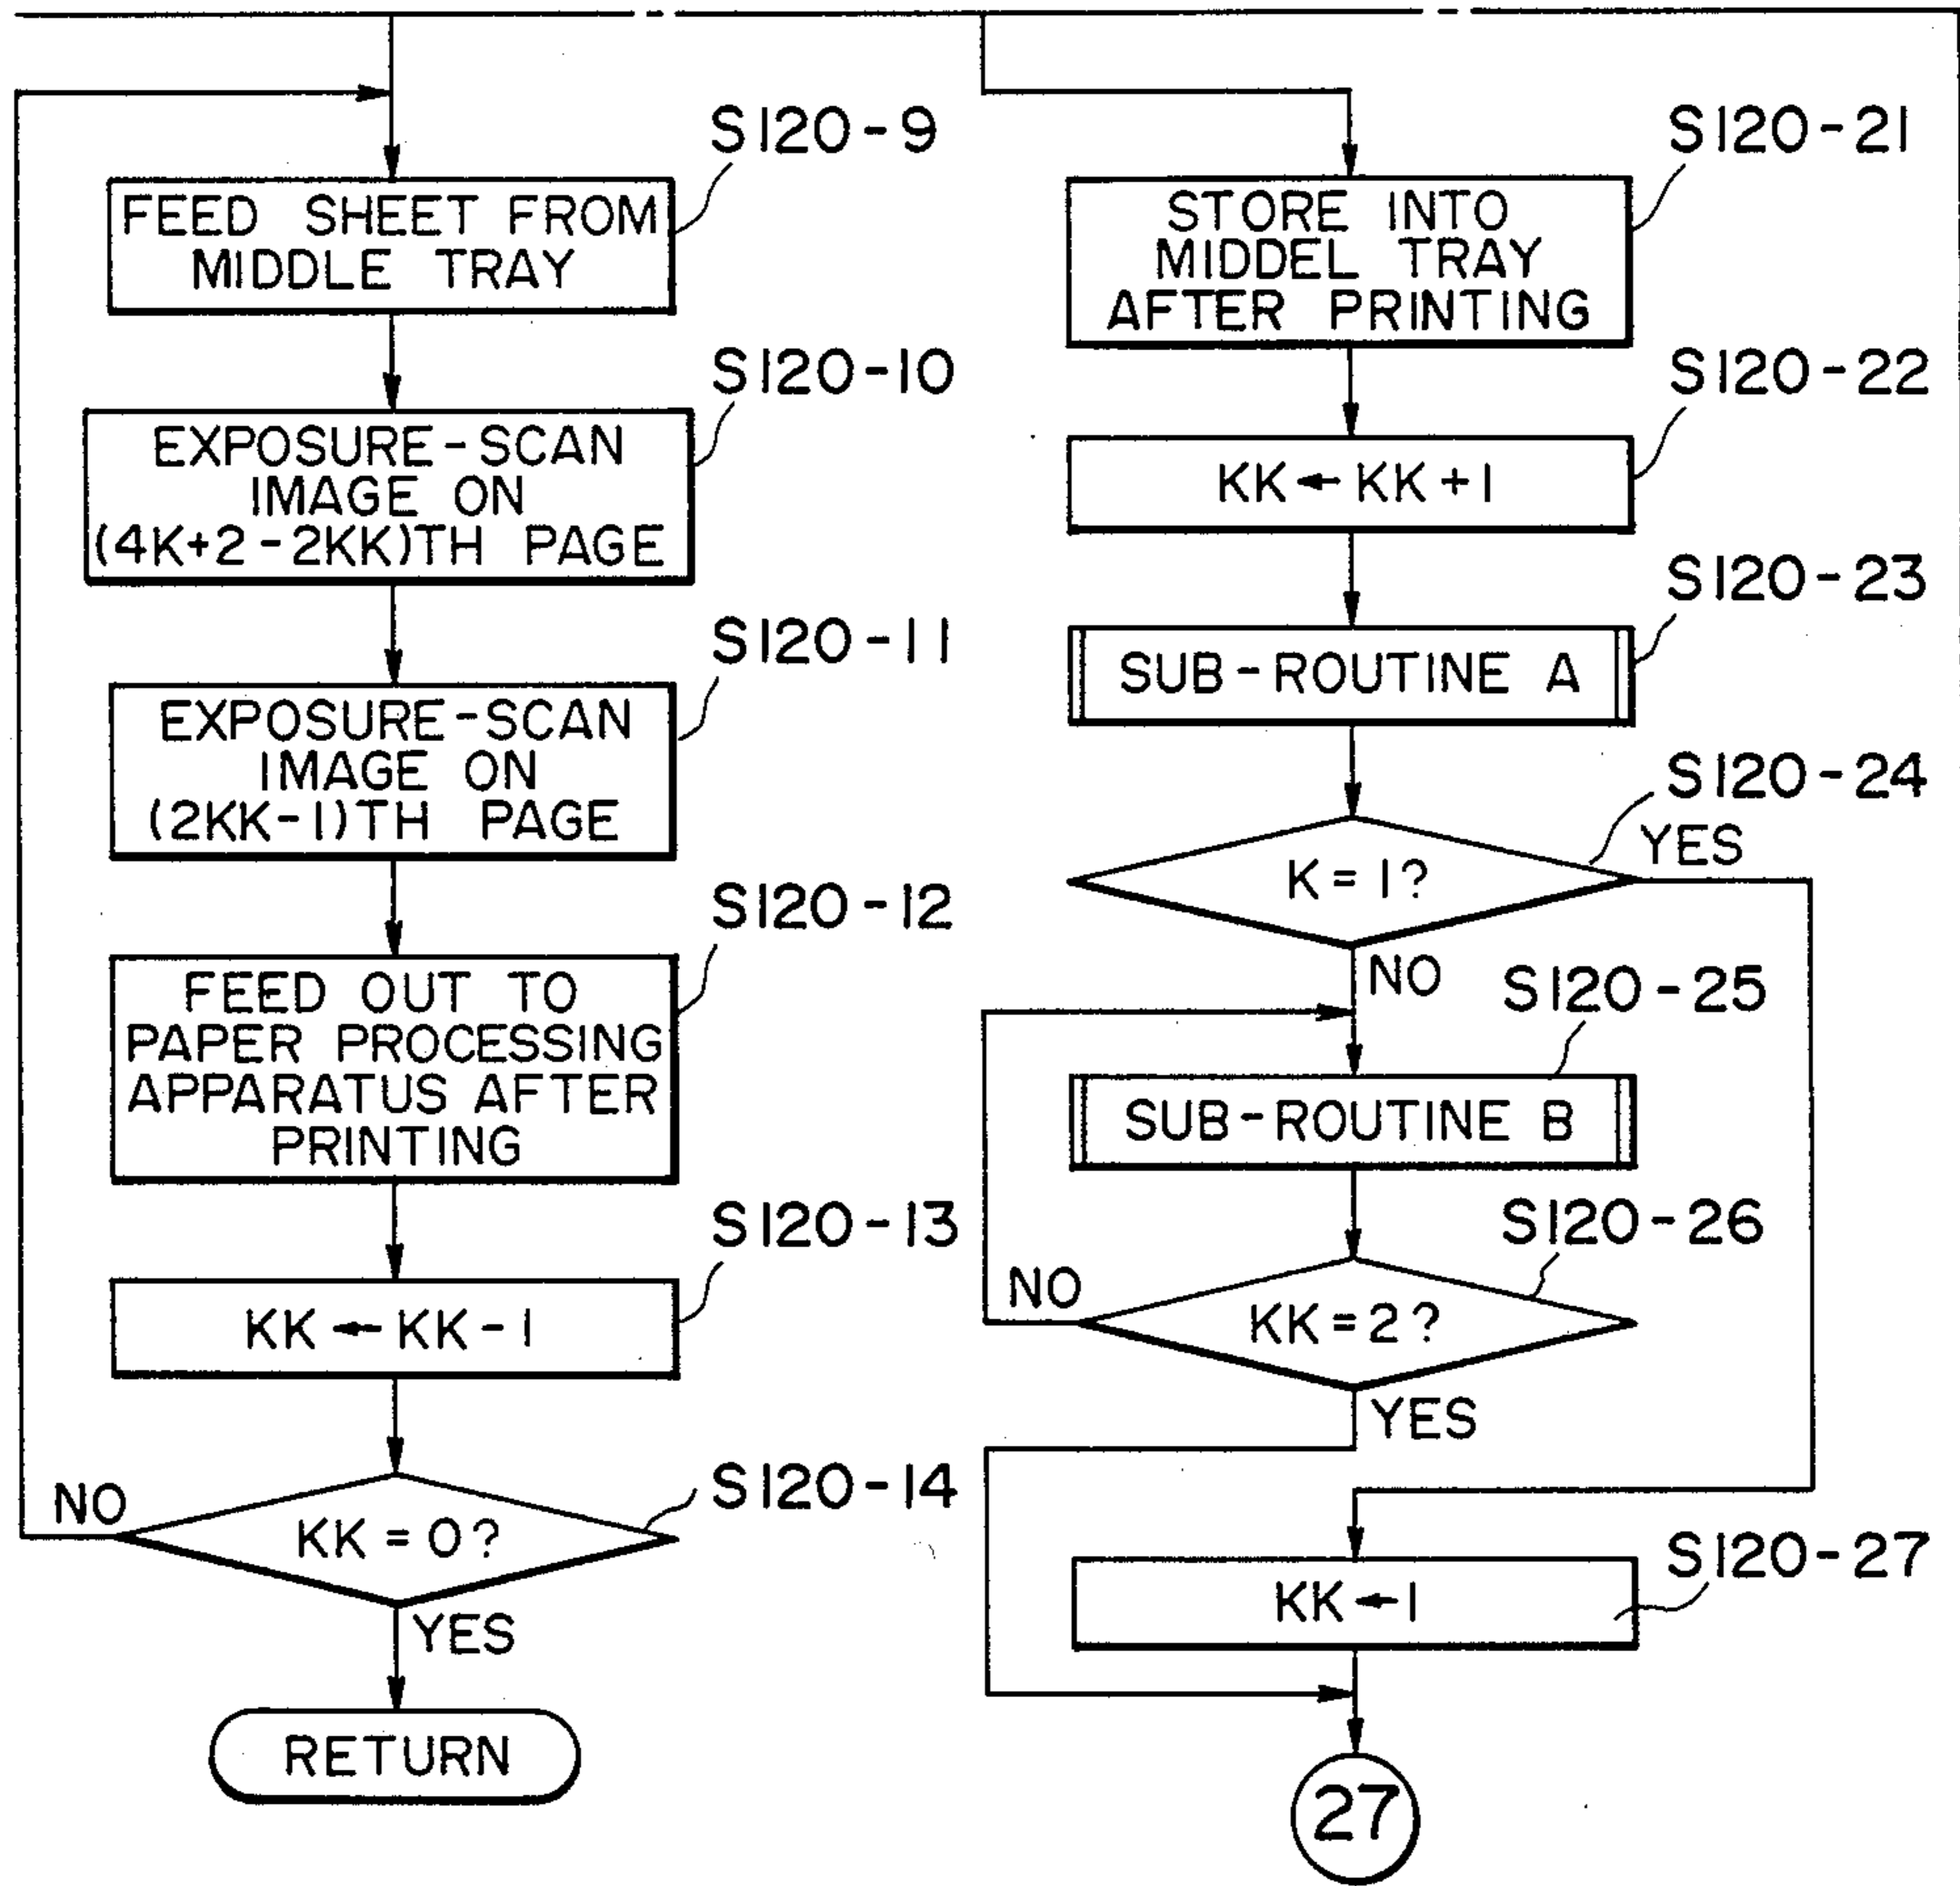 S120-9
FEED SHEET FROM
MIDDLE TRAY
S120-10
EXPOSURE-SCAN
IMAGE ON
(4K+2-2KK)TH PAGE
S120-11
EXPOSURE-SCAN
IMAGE ON
(2KK-1)TH PAGE
S120-12
FEED OUT TO
PAPER PROCESSING
APPARATUS AFTER
PRINTING
S120-13
KK←KK-1
S120-14
NO
KK=0?
YES
RETURN
S120-21
STORE INTO
MIDDEL TRAY
AFTER PRINTING
S120-22
KK←KK+1
S120-23
SUB-ROUTINE A
S120-24
YES
K=1?
NO
S120-25
SUB-ROUTINE B
S120-26
NO
KK=2?
YES
S120-27
KK←1
27